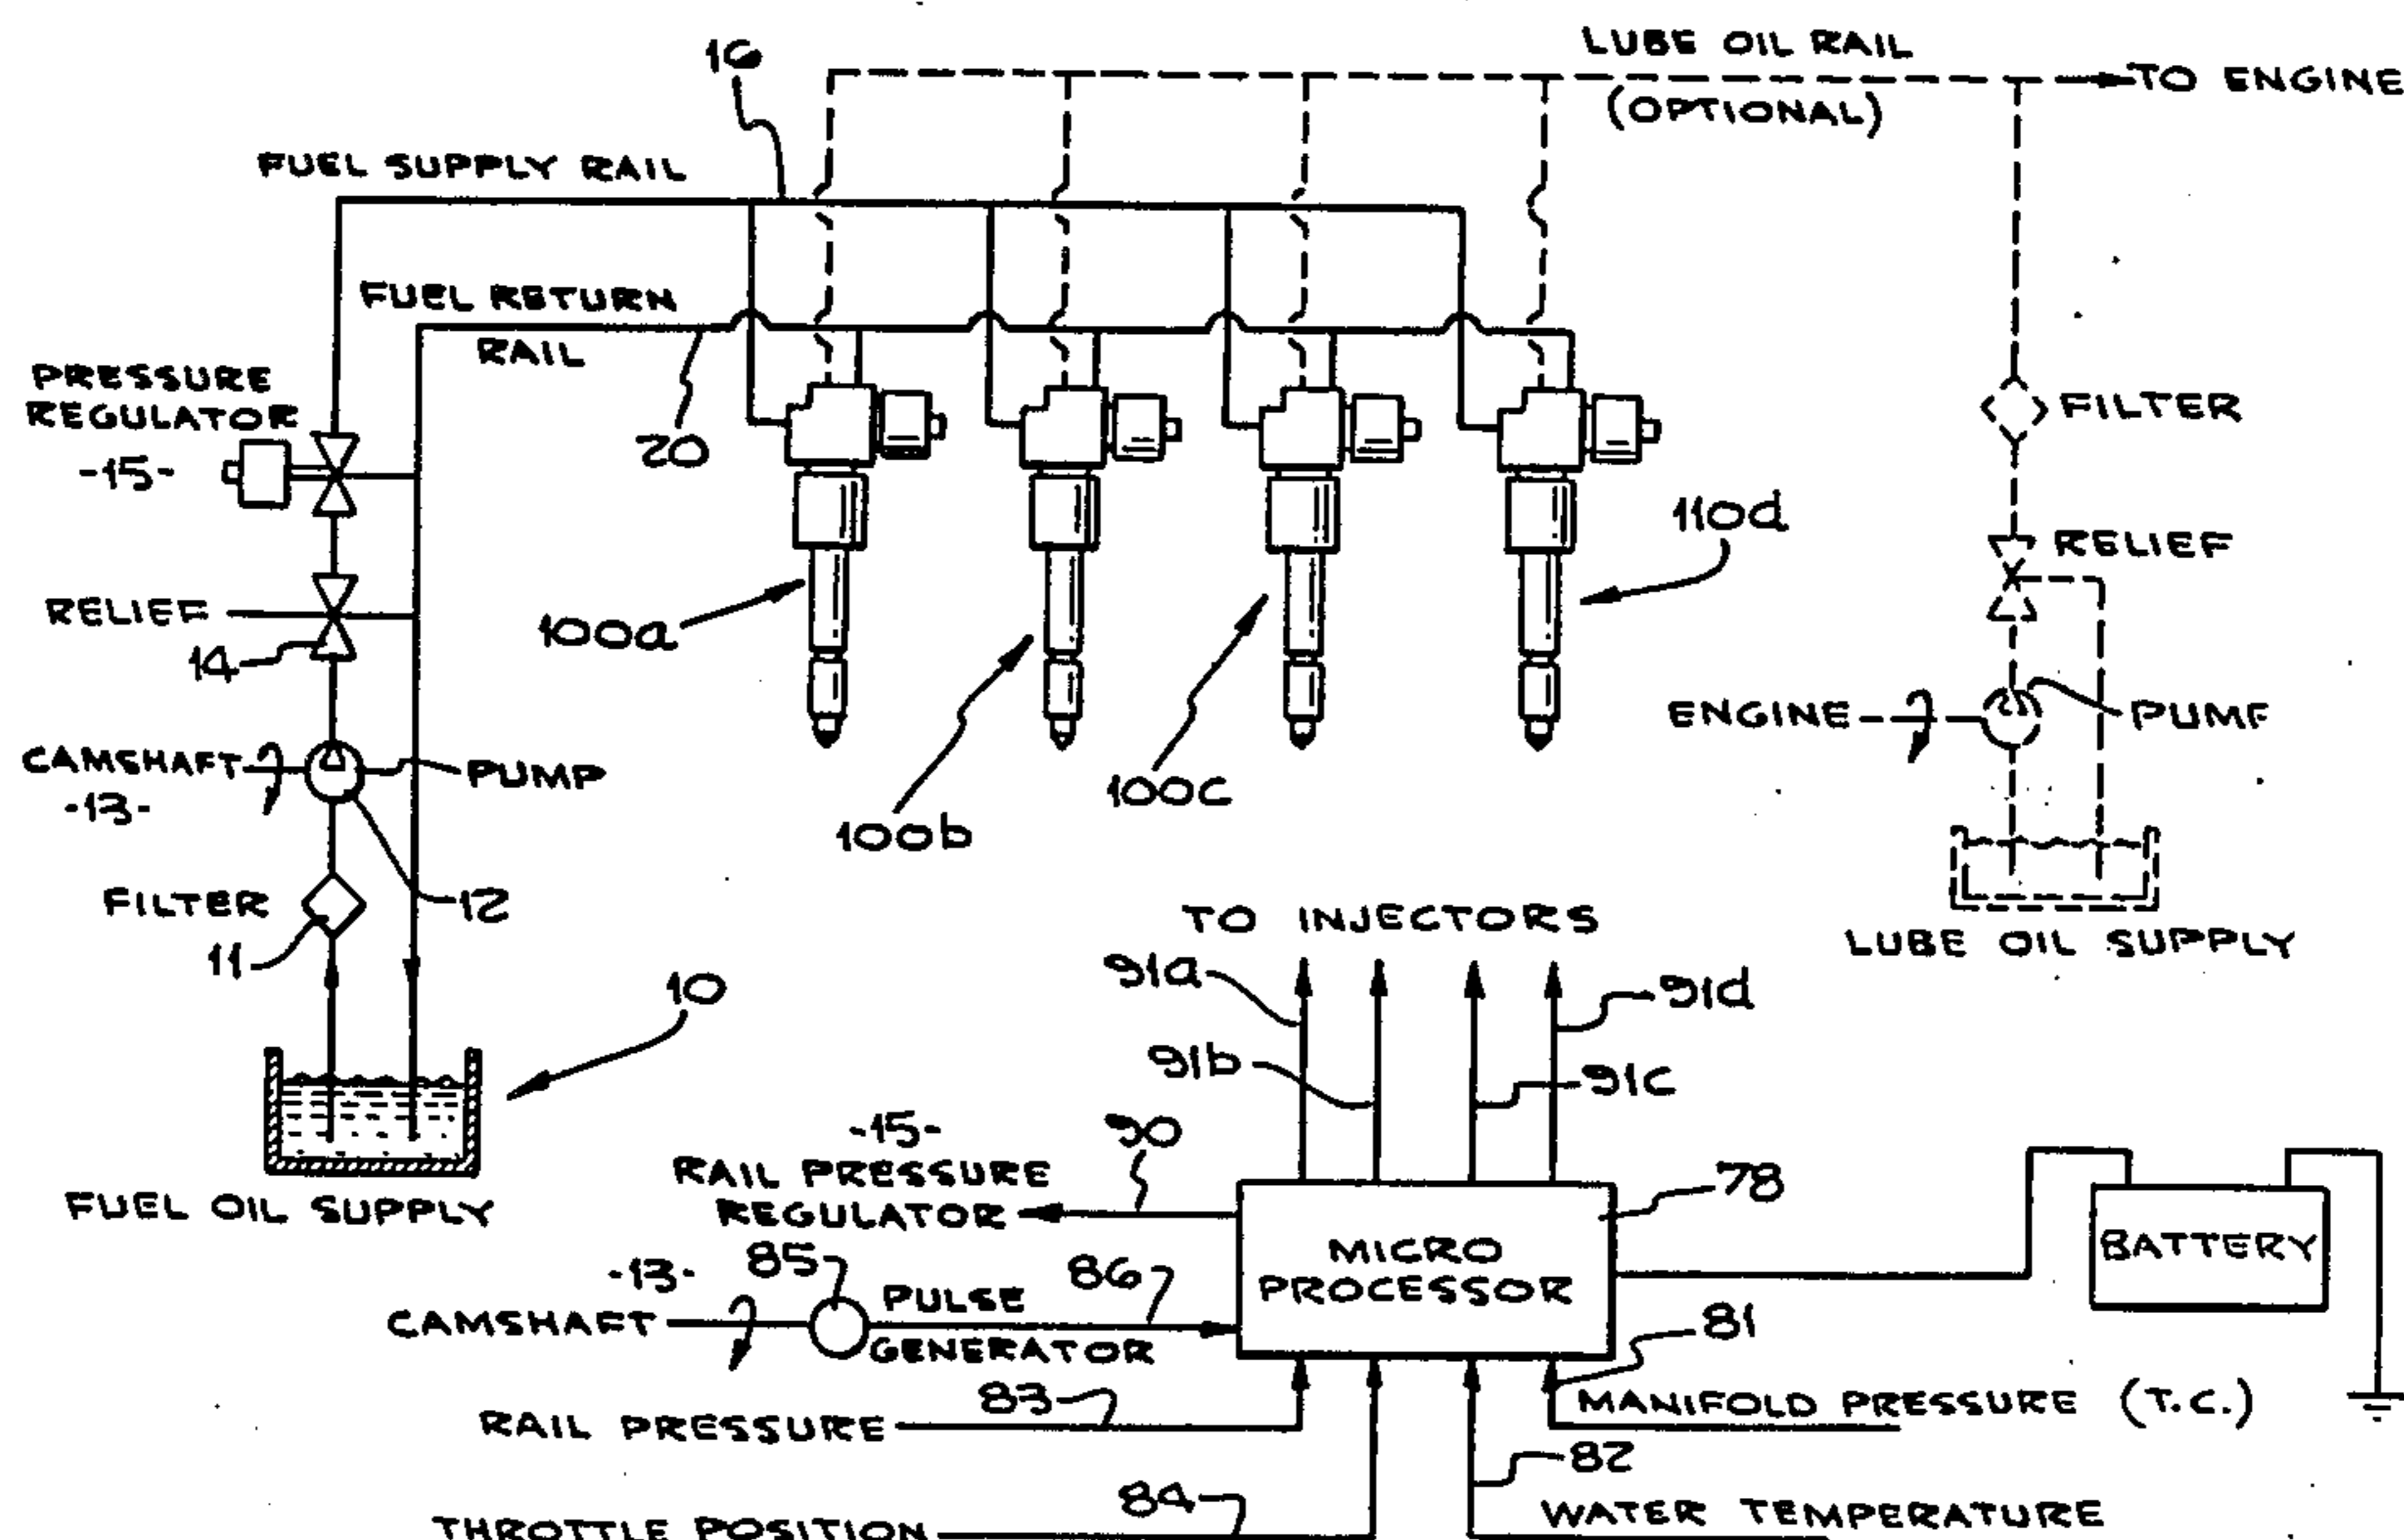 16
LUBE OIL RAIL
(OPTIONAL)
TO ENGINE
FUEL SUPPLY RAIL
FUEL RETURN
RAIL
20
PRESSURE
REGULATOR
-15-
FILTER
110d
RELIEF
RELIEF
14
100a
100b
100c
ENGINE
PUMP
CAMSHAFT
-13-
PUMP
12
FILTER
11
10
FUEL OIL SUPPLY
LUBE OIL SUPPLY
TO INJECTORS
91a
91b
91d
91c
-15-
RAIL PRESSURE
REGULATOR
90
78
MICRO
PROCESSOR
BATTERY
-13-
CAMSHAFT
85
PULSE
GENERATOR
86
81
RAIL PRESSURE
83
MANIFOLD PRESSURE (T.C.)
82
THROTTLE POSITION
84
WATER TEMPERATURE